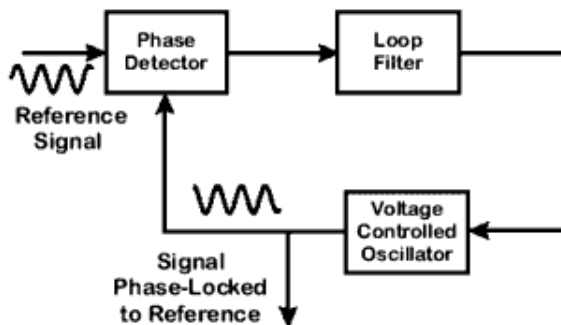 Phase
Detector
Loop
Filter
Reference
Signal
Voltage
Controlled
Oscillator
Signal
Phase-Locked
to Reference